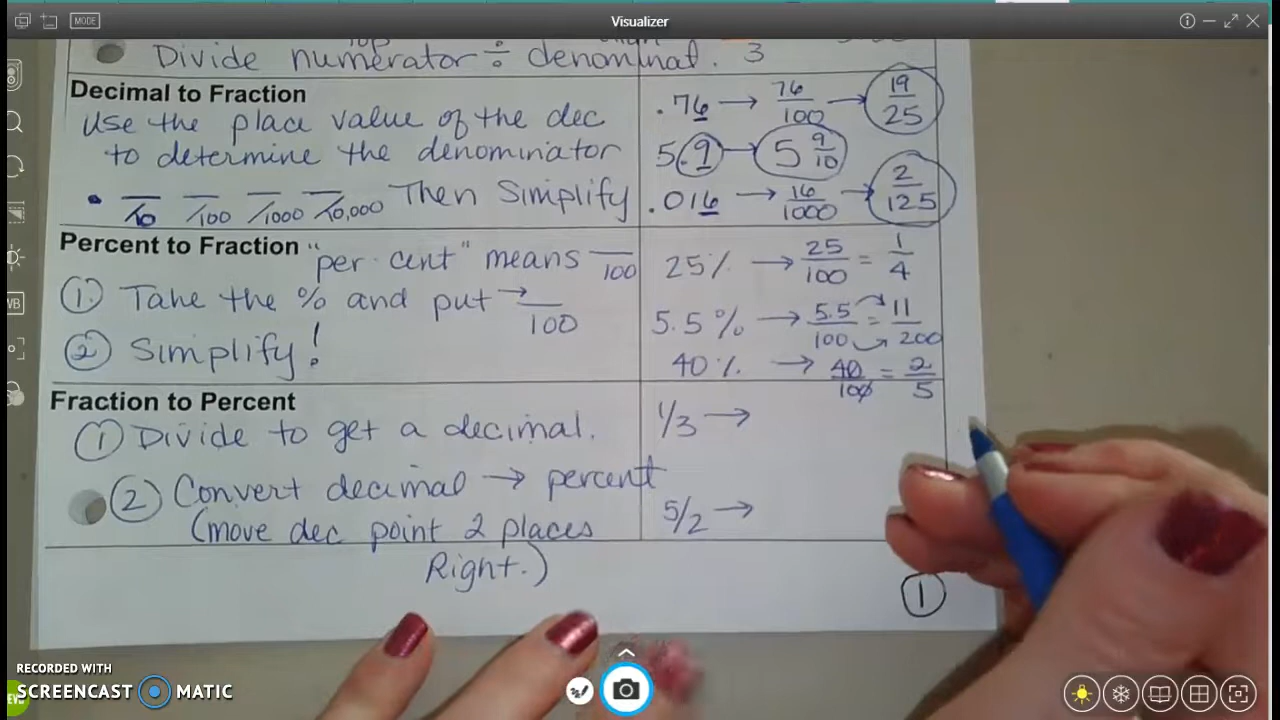 MODE
Visualizer
Divide numerator ÷ denominat. 3
Decimal to Fraction
Use the place value of the dec
to determine the denominator
. /10 /100 /1000 /10,000 Then Simplify
.76 → 76/100 → 19/25
5.9 → 5 9/10
.016 → 16/1000 → 2/125
Percent to Fraction "per cent" means /100
① Take the % and put → /100
② Simplify!
25% → 25/100 = 1/4
5.5% → 5.5/100 = 11/200
40% → 40/100 = 2/5
Fraction to Percent
① Divide to get a decimal.
② Convert decimal → percent
(move dec point 2 places
Right.)
1/3 →
5/2 →
①
RECORDED WITH
SCREENCAST MATIC
WB